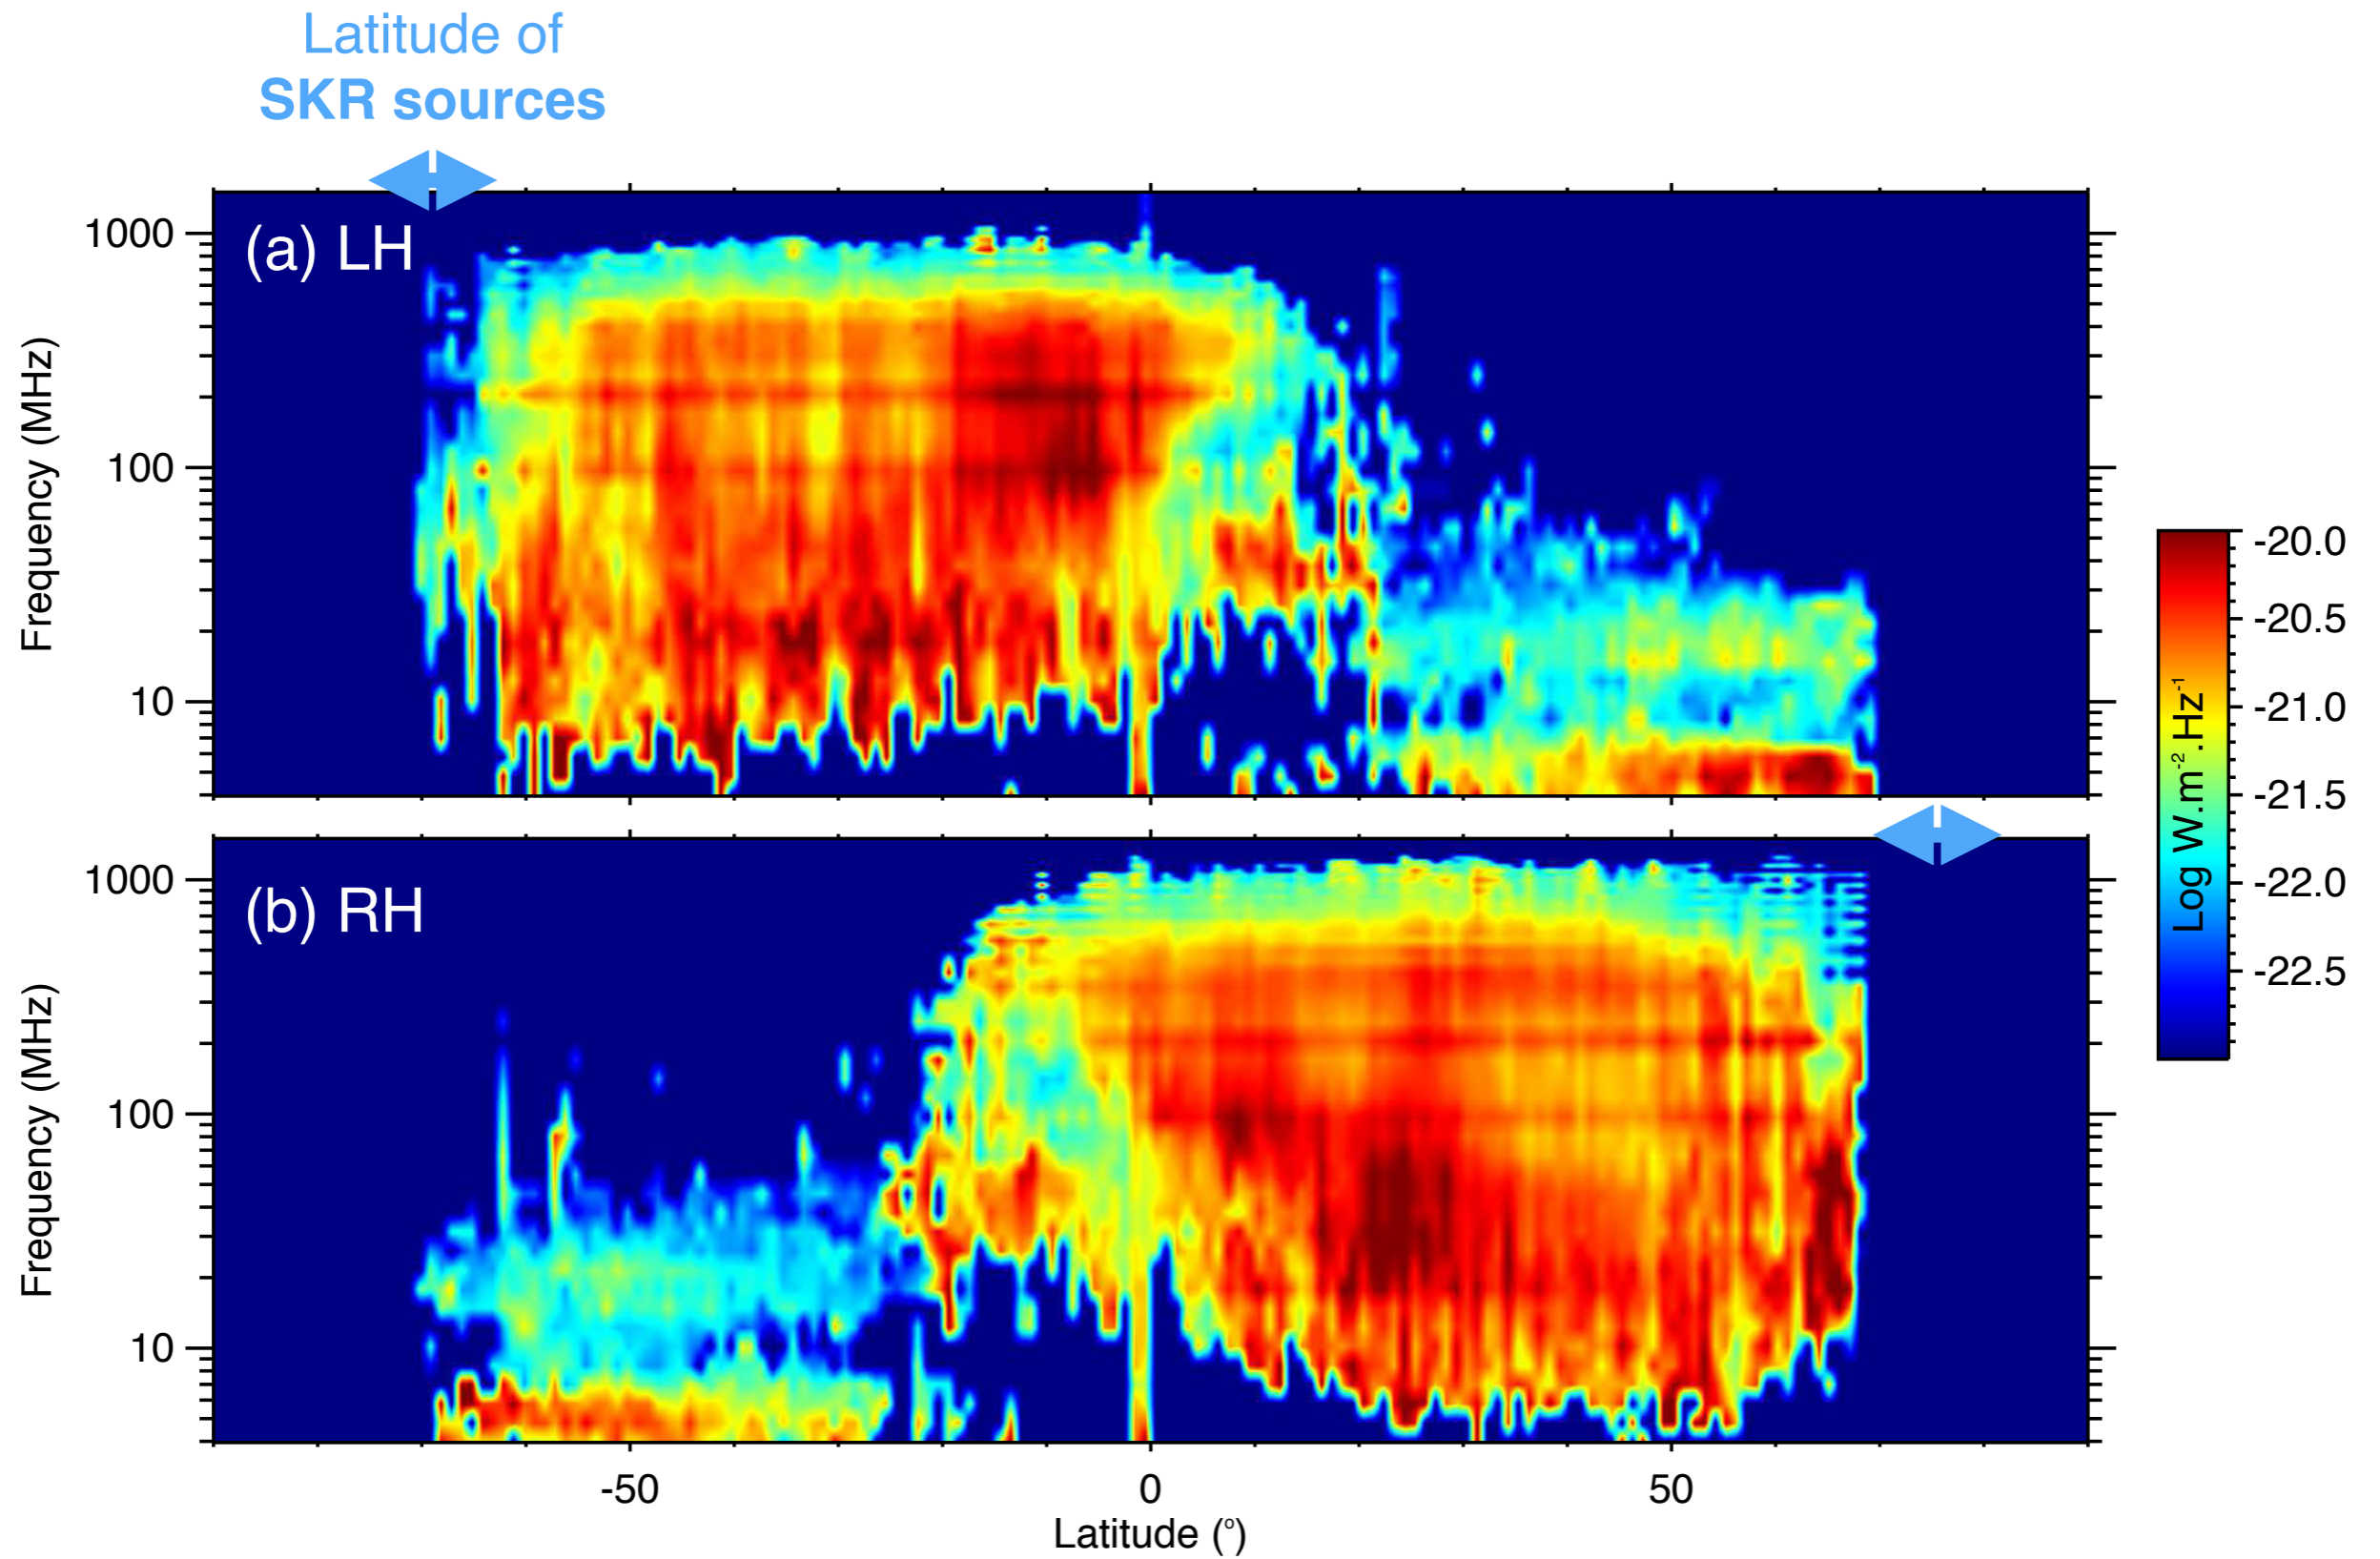 Latitude of
SKR sources
(a) LH
1000
100
10
Frequency (MHz)
(b) RH
1000
100
10
Frequency (MHz)
-50
0
50
Latitude (°)
-20.0
-20.5
-21.0
-21.5
-22.0
-22.5
Log W.m⁻².Hz⁻¹